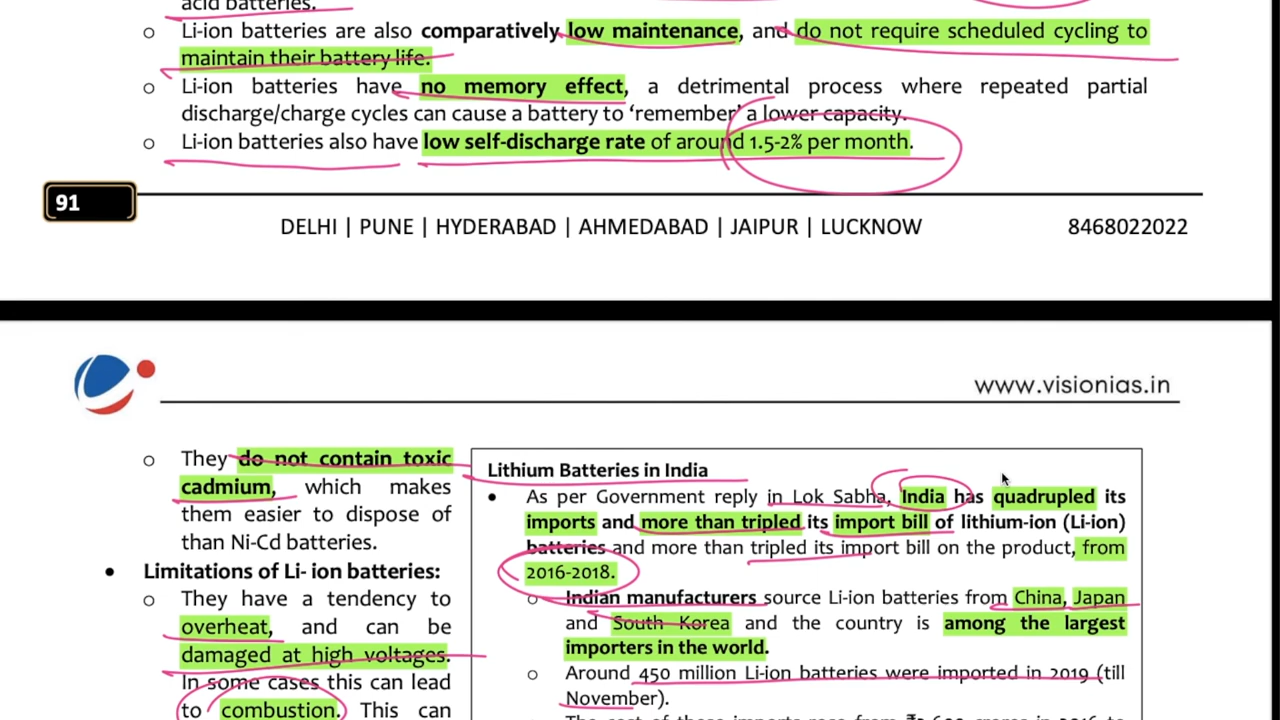 acid batteries.
o Li-ion batteries are also comparatively low maintenance, and do not require scheduled cycling to
maintain their battery life.
o Li-ion batteries have no memory effect, a detrimental process where repeated partial
discharge/charge cycles can cause a battery to ‘remember’ a lower capacity.
o Li-ion batteries also have low self-discharge rate of around 1.5-2% per month.
91
DELHI | PUNE | HYDERABAD | AHMEDABAD | JAIPUR | LUCKNOW 8468022022
www.visionias.in
o They do not contain toxic
cadmium, which makes
them easier to dispose of
than Ni-Cd batteries.
• Limitations of Li- ion batteries:
o They have a tendency to
overheat, and can be
damaged at high voltages.
In some cases this can lead
to combustion. This can
Lithium Batteries in India
• As per Government reply in Lok Sabha, India has quadrupled its
imports and more than tripled its import bill of lithium-ion (Li-ion)
batteries and more than tripled its import bill on the product, from
2016-2018.
o Indian manufacturers source Li-ion batteries from China, Japan
and South Korea and the country is among the largest
importers in the world.
o Around 450 million Li-ion batteries were imported in 2019 (till
November).